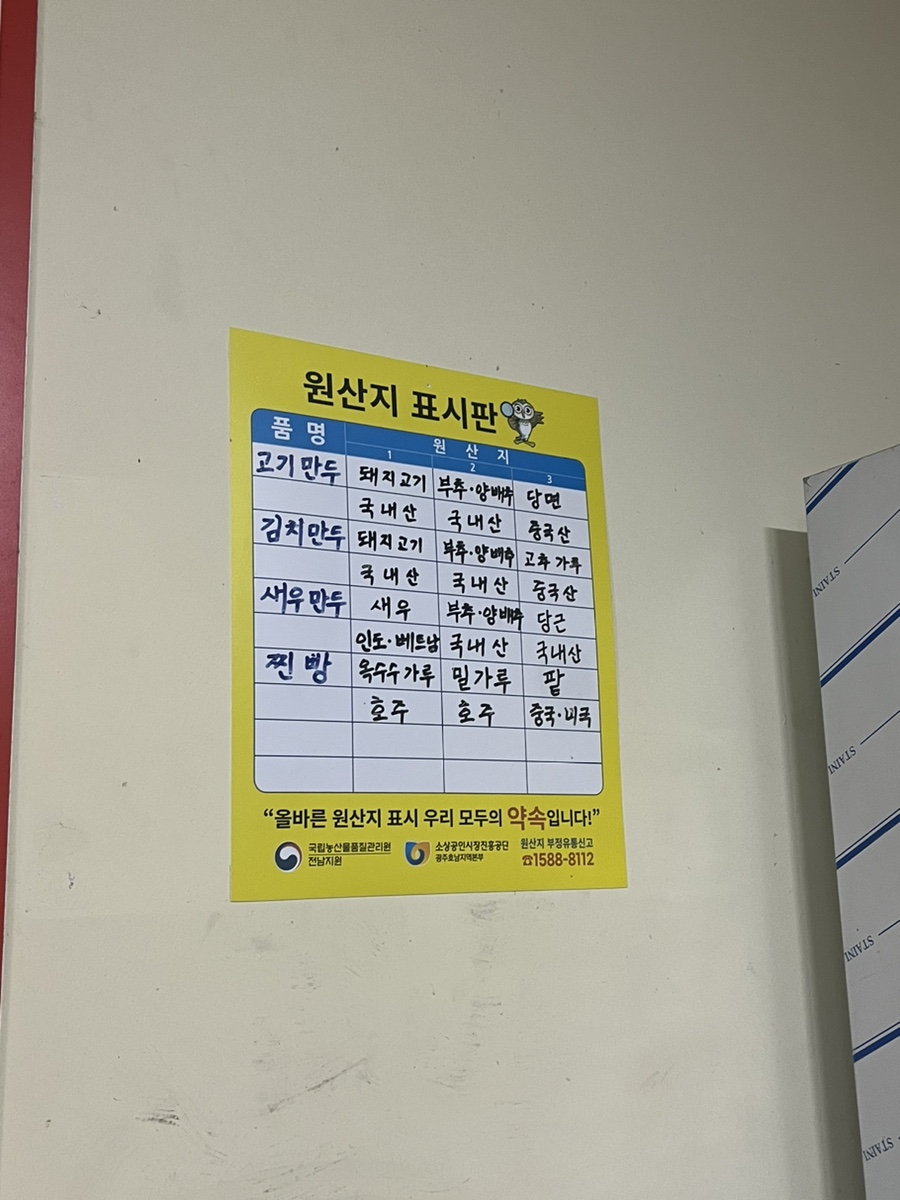 원산지 표시판
품 명 원 산 지
1 2 3
고기만두 돼지고기 부추·양배추 당면
국내산 국내산 중국산
김치만두 돼지고기 부추·양배추 고추가루
국내산 국내산 중국산
새우만두 새우 부추·양배추 당근
인도·베트남 국내산 국내산
찐빵 옥수수가루 밀가루 팥
호주 호주 중국·미국
“올바른 원산지 표시 우리 모두의 약속입니다!”
국립농산물품질관리원 소상공인시장진흥공단 원산지 부정유통신고
전남지원 광주호남지역본부 ☎1588-8112
STAINL
STAINL
STAINL
STAINL